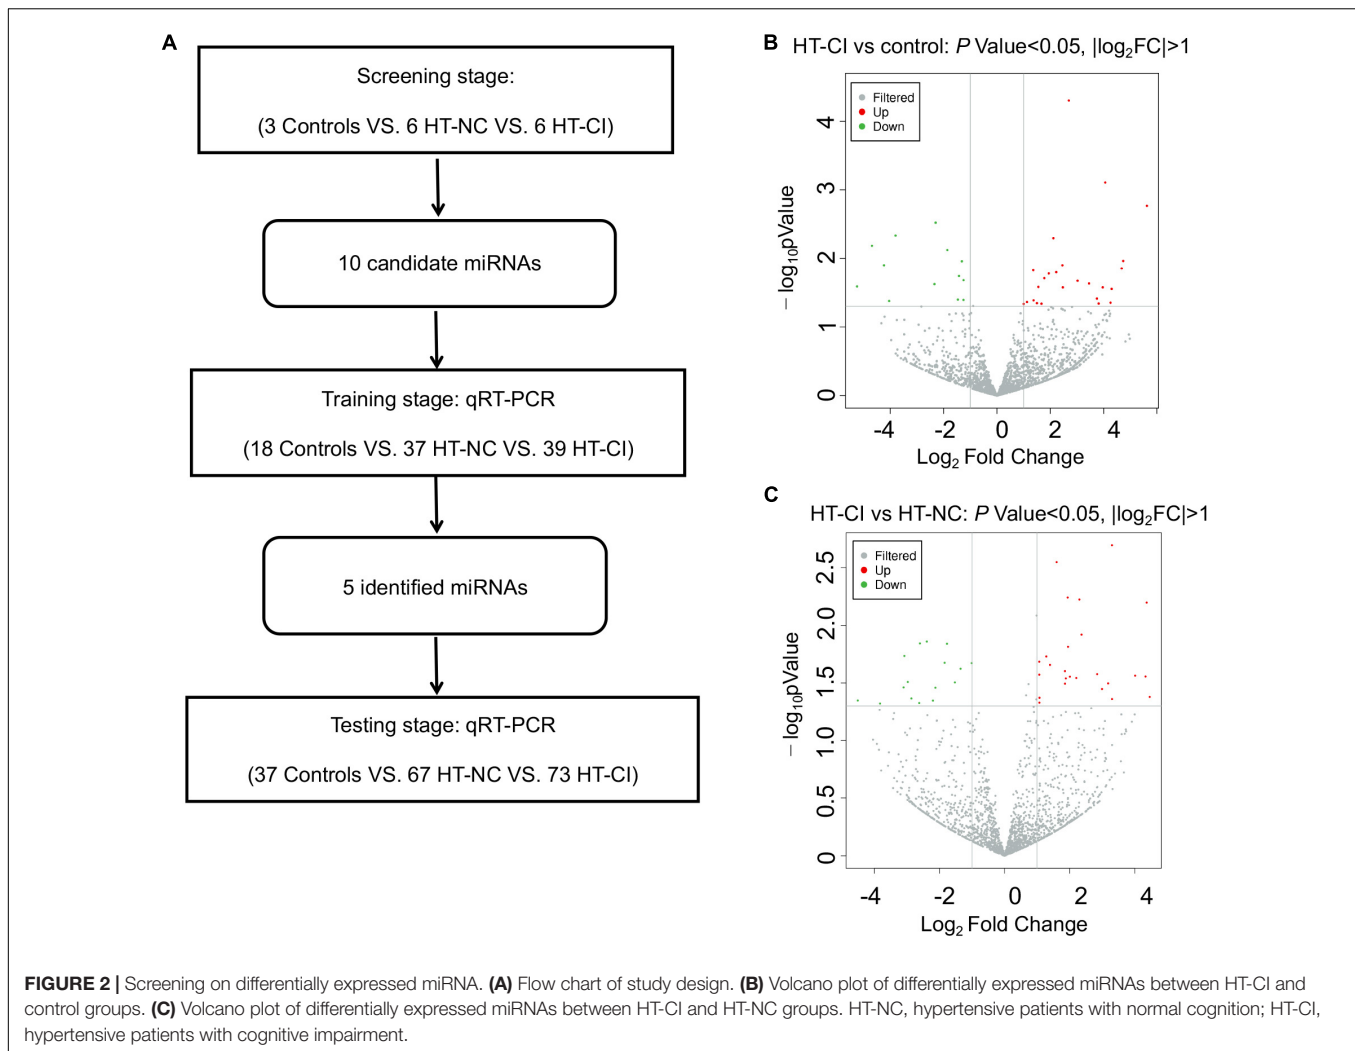 A
Screening stage:
(3 Controls VS. 6 HT-NC VS. 6 HT-CI)
10 candidate miRNAs
Training stage: qRT-PCR
(18 Controls VS. 37 HT-NC VS. 39 HT-CI)
5 identified miRNAs
Testing stage: qRT-PCR
(37 Controls VS. 67 HT-NC VS. 73 HT-CI)
B
HT-CI vs control: P Value<0.05, |log₂FC|>1
Filtered
Up
Down
4
3
2
1
0
−log₁₀pValue
-4 -2 0 2 4
Log₂ Fold Change
C
HT-CI vs HT-NC: P Value<0.05, |log₂FC|>1
Filtered
Up
Down
2.5
2.0
1.5
1.0
0.5
0
−log₁₀pValue
-4 -2 0 2 4
Log₂ Fold Change
FIGURE 2 | Screening on differentially expressed miRNA. (A) Flow chart of study design. (B) Volcano plot of differentially expressed miRNAs between HT-CI and
control groups. (C) Volcano plot of differentially expressed miRNAs between HT-CI and HT-NC groups. HT-NC, hypertensive patients with normal cognition; HT-CI,
hypertensive patients with cognitive impairment.